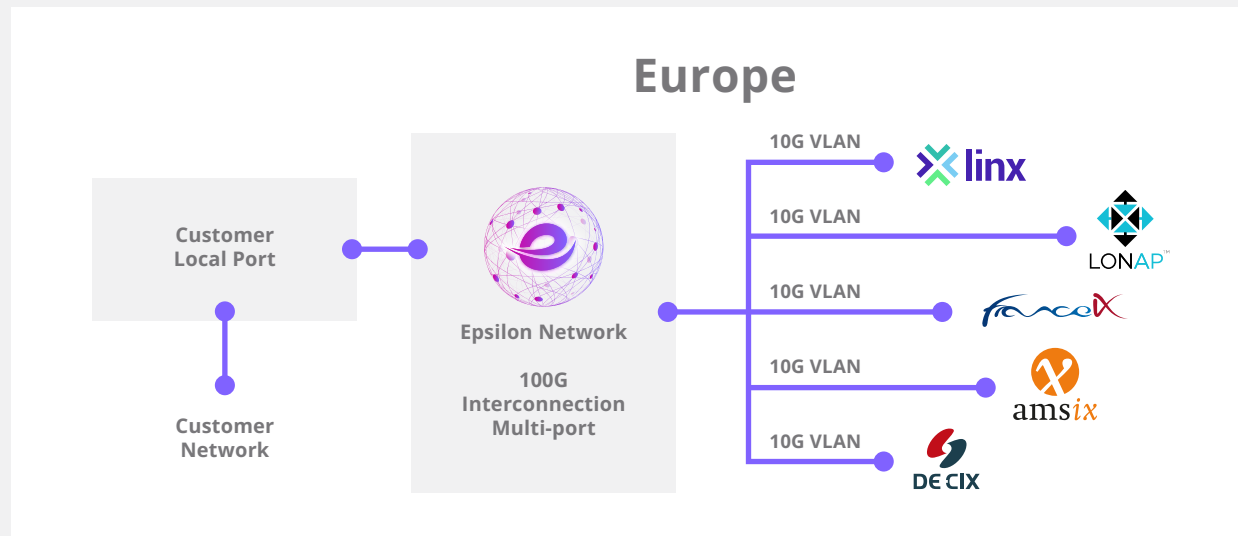 Europe
Customer
Local Port
Customer
Network
Epsilon Network
100G
Interconnection
Multi-port
10G VLAN
linx
10G VLAN
LONAP™
10G VLAN
franceIX
10G VLAN
amsix
10G VLAN
DE CIX